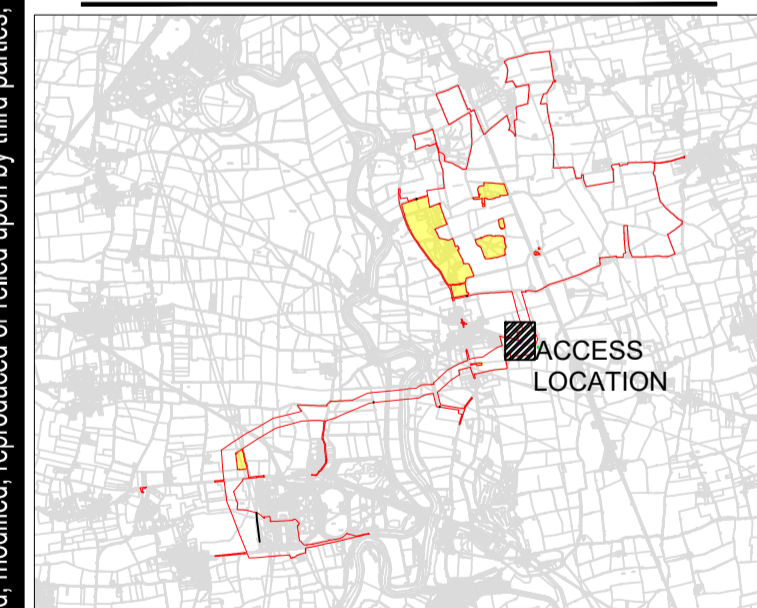 modified, reproduced or relied upon by third parties,
ACCESS
LOCATION